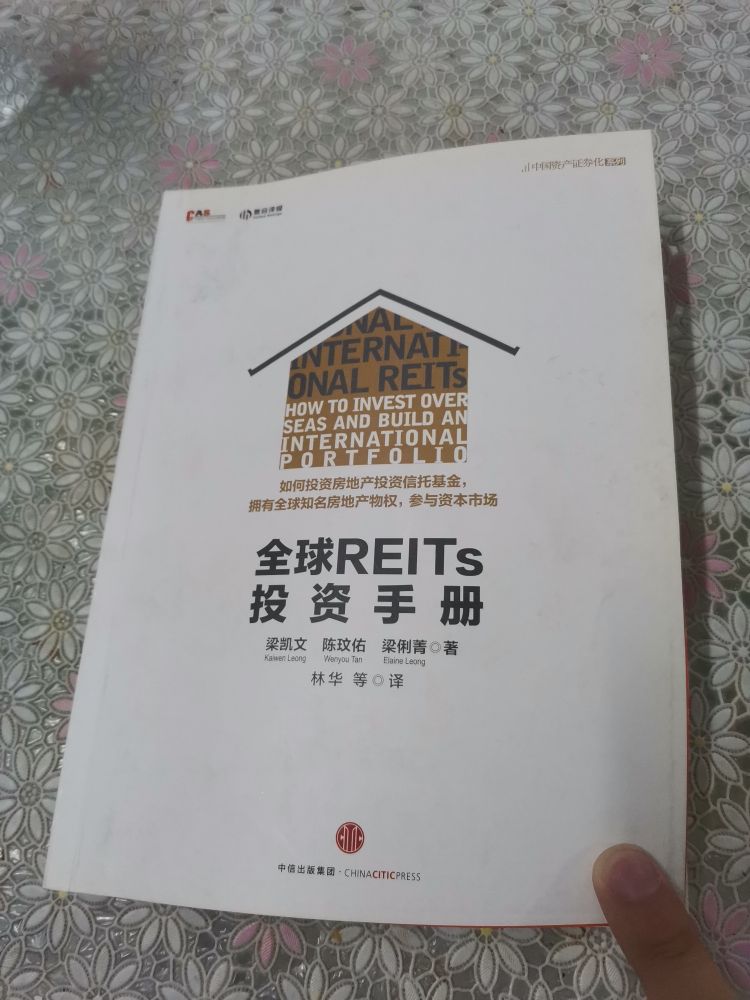 中国资产证券化 系列
CAS
ONAL
INTERNATI-
ONAL REITs
HOW TO INVEST OVER
SEAS AND BUILD AN
INTERNATIONAL
PORTFOLIO
如何投资房地产投资信托基金，
拥有全球知名房地产物权，参与资本市场
全球REITs
投资手册
梁凯文 陈玟佑 梁俐菁◎著
Kaiwen Leong Wenyou Tan Elaine Leong
林华 等◎译
中信出版集团·CHINACITICPRESS